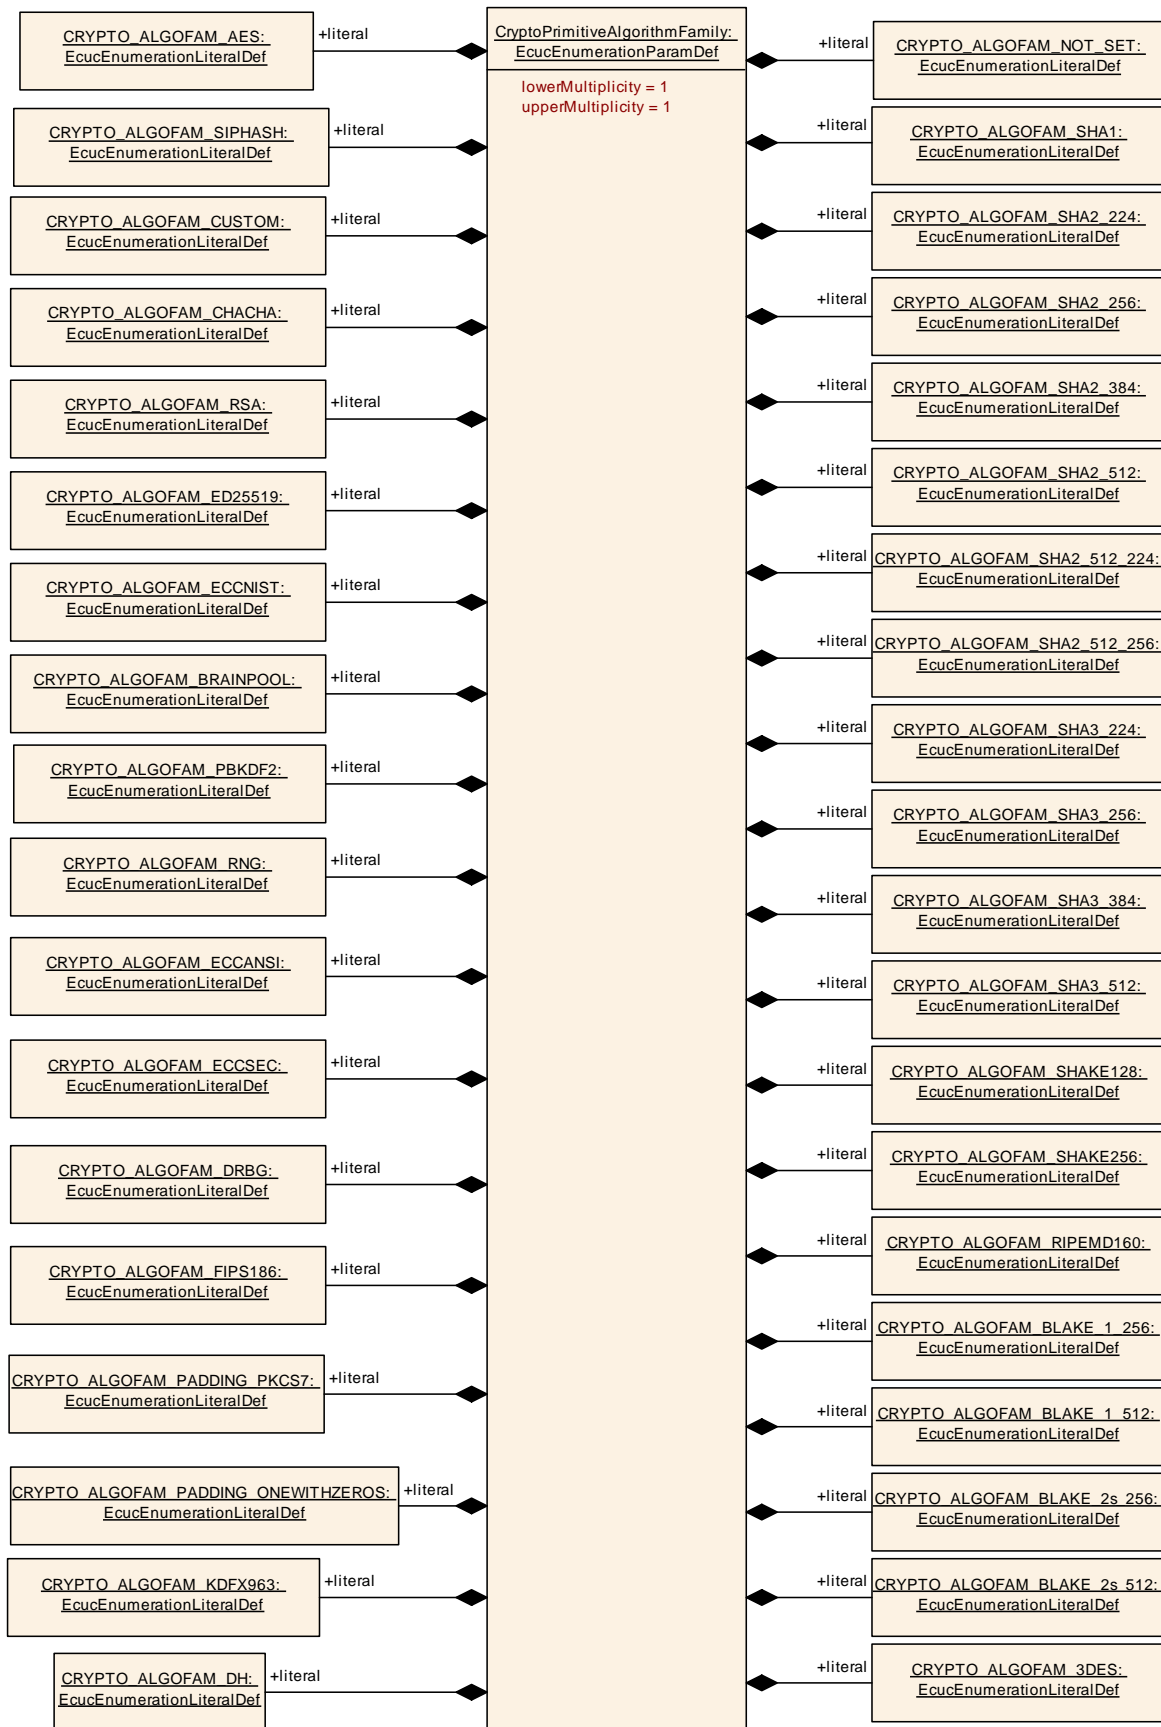 CRYPTO_ALGOFAM_AES:
EcucEnumerationLiteralDef
+literal
CRYPTO_ALGOFAM_SIPHASH:
EcucEnumerationLiteralDef
+literal
CRYPTO_ALGOFAM_CUSTOM:
EcucEnumerationLiteralDef
+literal
CRYPTO_ALGOFAM_CHACHA:
EcucEnumerationLiteralDef
+literal
CRYPTO_ALGOFAM_RSA:
EcucEnumerationLiteralDef
+literal
CRYPTO_ALGOFAM_ED25519:
EcucEnumerationLiteralDef
+literal
CRYPTO_ALGOFAM_ECCNIST:
EcucEnumerationLiteralDef
+literal
CRYPTO_ALGOFAM_BRAINPOOL:
EcucEnumerationLiteralDef
+literal
CRYPTO_ALGOFAM_PBKDF2:
EcucEnumerationLiteralDef
+literal
CRYPTO_ALGOFAM_RNG:
EcucEnumerationLiteralDef
+literal
CRYPTO_ALGOFAM_ECCANSI:
EcucEnumerationLiteralDef
+literal
CRYPTO_ALGOFAM_ECCSEC:
EcucEnumerationLiteralDef
+literal
CRYPTO_ALGOFAM_DRBG:
EcucEnumerationLiteralDef
+literal
CRYPTO_ALGOFAM_FIPS186:
EcucEnumerationLiteralDef
+literal
CRYPTO_ALGOFAM_PADDING_PKCS7:
EcucEnumerationLiteralDef
+literal
CRYPTO_ALGOFAM_PADDING_ONEWITHZEROS:
EcucEnumerationLiteralDef
+literal
CRYPTO_ALGOFAM_KDFX963:
EcucEnumerationLiteralDef
+literal
CRYPTO_ALGOFAM_DH:
EcucEnumerationLiteralDef
+literal
CryptoPrimitiveAlgorithmFamily:
EcucEnumerationParamDef
lowerMultiplicity = 1
upperMultiplicity = 1
+literal
CRYPTO_ALGOFAM_NOT_SET:
EcucEnumerationLiteralDef
+literal
CRYPTO_ALGOFAM_SHA1:
EcucEnumerationLiteralDef
+literal
CRYPTO_ALGOFAM_SHA2_224:
EcucEnumerationLiteralDef
+literal
CRYPTO_ALGOFAM_SHA2_256:
EcucEnumerationLiteralDef
+literal
CRYPTO_ALGOFAM_SHA2_384:
EcucEnumerationLiteralDef
+literal
CRYPTO_ALGOFAM_SHA2_512:
EcucEnumerationLiteralDef
+literal
CRYPTO_ALGOFAM_SHA2_512_224:
EcucEnumerationLiteralDef
+literal
CRYPTO_ALGOFAM_SHA2_512_256:
EcucEnumerationLiteralDef
+literal
CRYPTO_ALGOFAM_SHA3_224:
EcucEnumerationLiteralDef
+literal
CRYPTO_ALGOFAM_SHA3_256:
EcucEnumerationLiteralDef
+literal
CRYPTO_ALGOFAM_SHA3_384:
EcucEnumerationLiteralDef
+literal
CRYPTO_ALGOFAM_SHA3_512:
EcucEnumerationLiteralDef
+literal
CRYPTO_ALGOFAM_SHAKE128:
EcucEnumerationLiteralDef
+literal
CRYPTO_ALGOFAM_SHAKE256:
EcucEnumerationLiteralDef
+literal
CRYPTO_ALGOFAM_RIPEMD160:
EcucEnumerationLiteralDef
+literal
CRYPTO_ALGOFAM_BLAKE_1_256:
EcucEnumerationLiteralDef
+literal
CRYPTO_ALGOFAM_BLAKE_1_512:
EcucEnumerationLiteralDef
+literal
CRYPTO_ALGOFAM_BLAKE_2s_256:
EcucEnumerationLiteralDef
+literal
CRYPTO_ALGOFAM_BLAKE_2s_512:
EcucEnumerationLiteralDef
+literal
CRYPTO_ALGOFAM_3DES:
EcucEnumerationLiteralDef